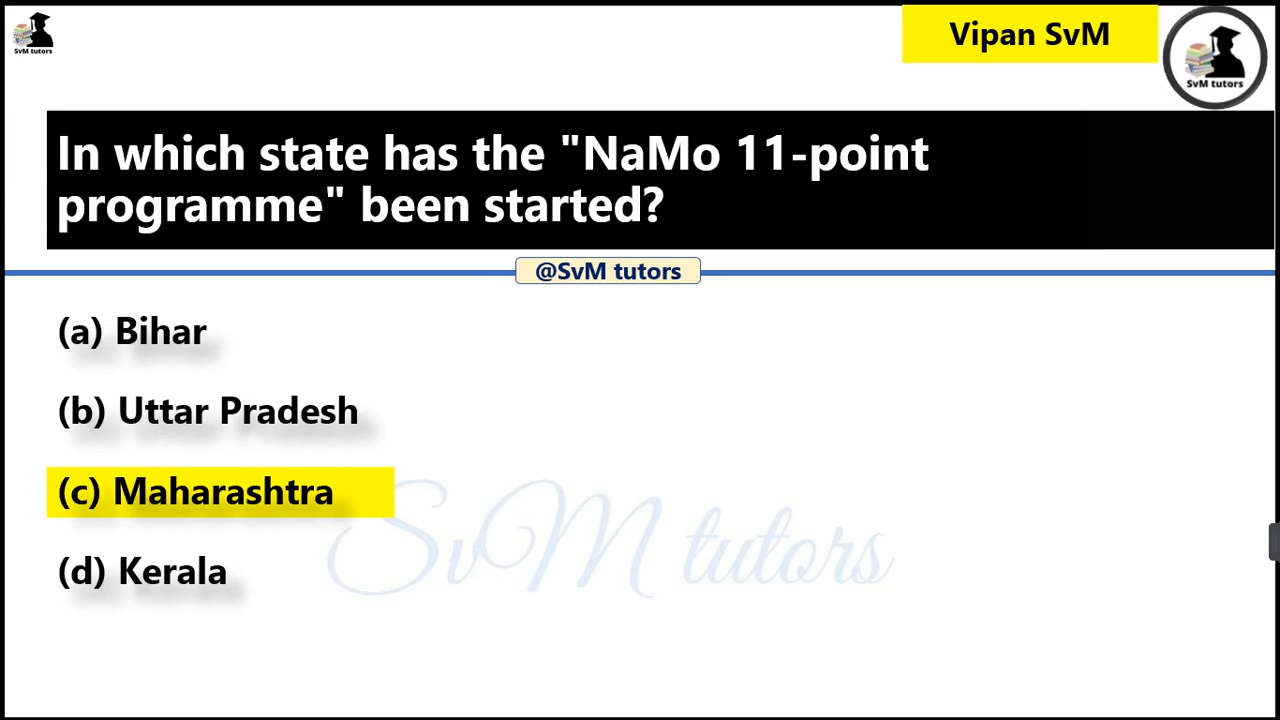 SvM tutors
Vipan SvM
SvM tutors
In which state has the "NaMo 11-point
programme" been started?
@SvM tutors
(a) Bihar
(b) Uttar Pradesh
(c) Maharashtra
SvM tutors
(d) Kerala